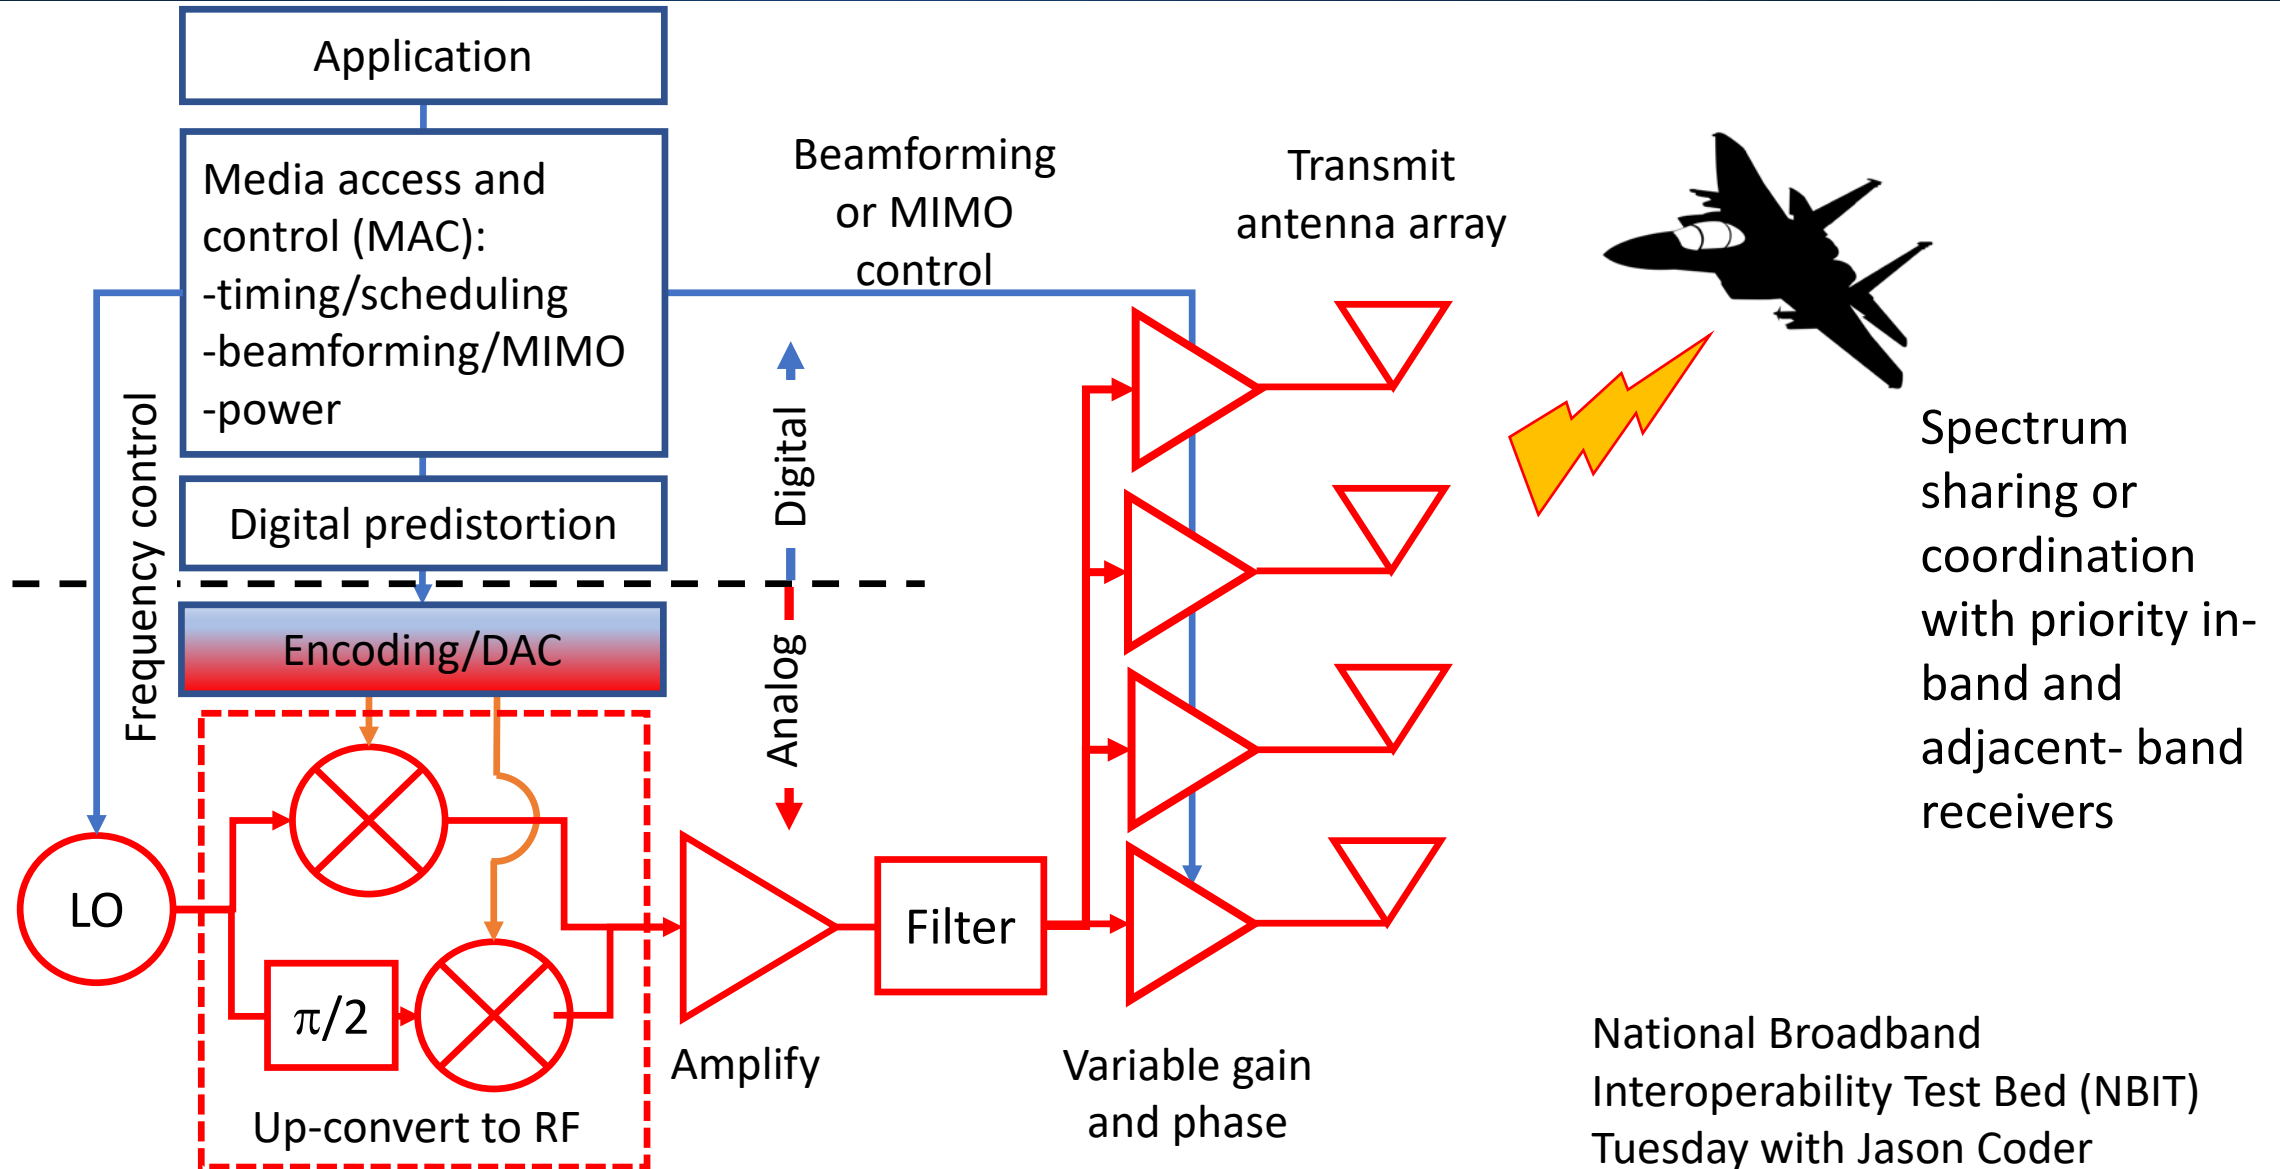 Application
Media access and
control (MAC):
-timing/scheduling
-beamforming/MIMO
-power
Digital predistortion
Encoding/DAC
Frequency control
Digital
Analog
Beamforming
or MIMO
control
Transmit
antenna array
Spectrum
sharing or
coordination
with priority in-
band and
adjacent- band
receivers
LO
π/2
Up-convert to RF
Amplify
Filter
Variable gain
and phase
National Broadband
Interoperability Test Bed (NBIT)
Tuesday with Jason Coder